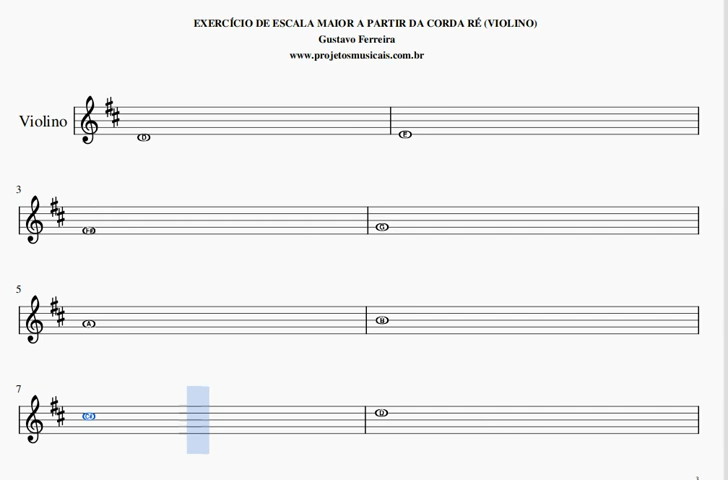 EXERCÍCIO DE ESCALA MAIOR A PARTIR DA CORDA RÉ (VIOLINO)
Gustavo Ferreira
www.projetosmusicais.com.br
Violino
D E
3
F# G
5
A B
7
C# D